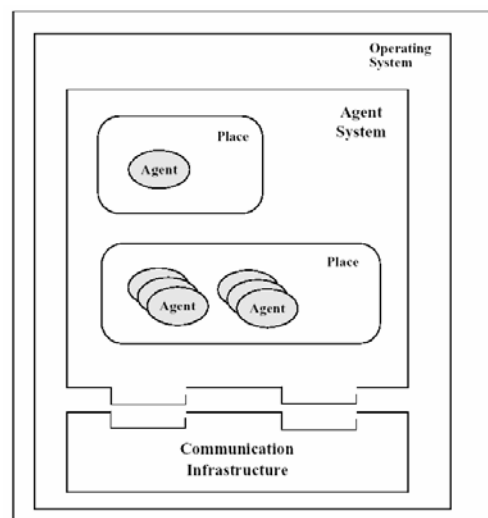 Operating
System
Agent
System
Place
Agent
Place
Agent
Agent
Communication
Infrastructure